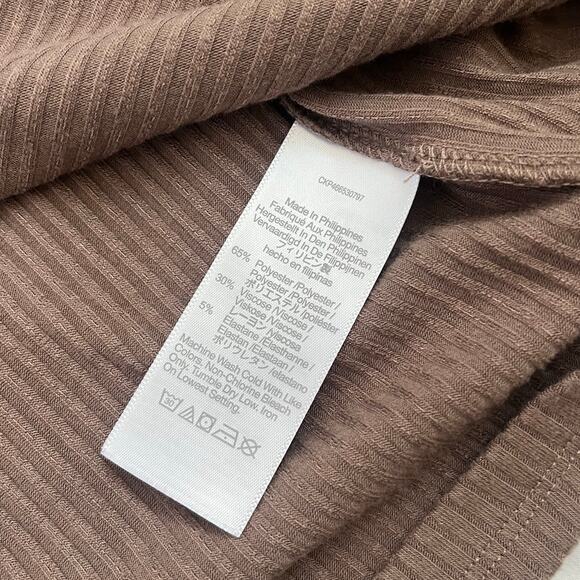 CKP466530797
Made In Philippines
Fabriqué Aux Philippines
Hergestellt In Den Philippinen
Vervaardigd In De Filippijnen
フィリピン製
hecho en filipinas
65% Polyester/Polyester/
Polyester/Polyester/
ポリエステル/poliéster
30% Viscose/Viscose/
Viskose/Viscose/
レーヨン/viscosa
5% Elastane/Elasthanne/
Elastan/Elastaan/
ポリウレタン/elastano
Machine Wash Cold With Like
Colors. Non-Chlorine Bleach
Only. Tumble Dry Low. Iron
On Lowest Setting.